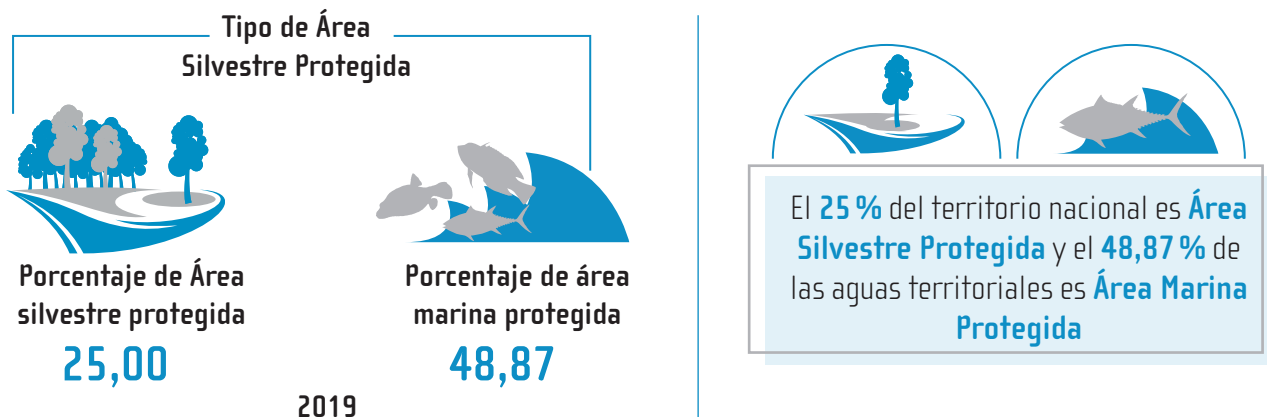 Tipo de Área
Silvestre Protegida
Porcentaje de Área
silvestre protegida
25,00
Porcentaje de área
marina protegida
48,87
2019
El 25 % del territorio nacional es Área
Silvestre Protegida y el 48,87 % de
las aguas territoriales es Área Marina
Protegida